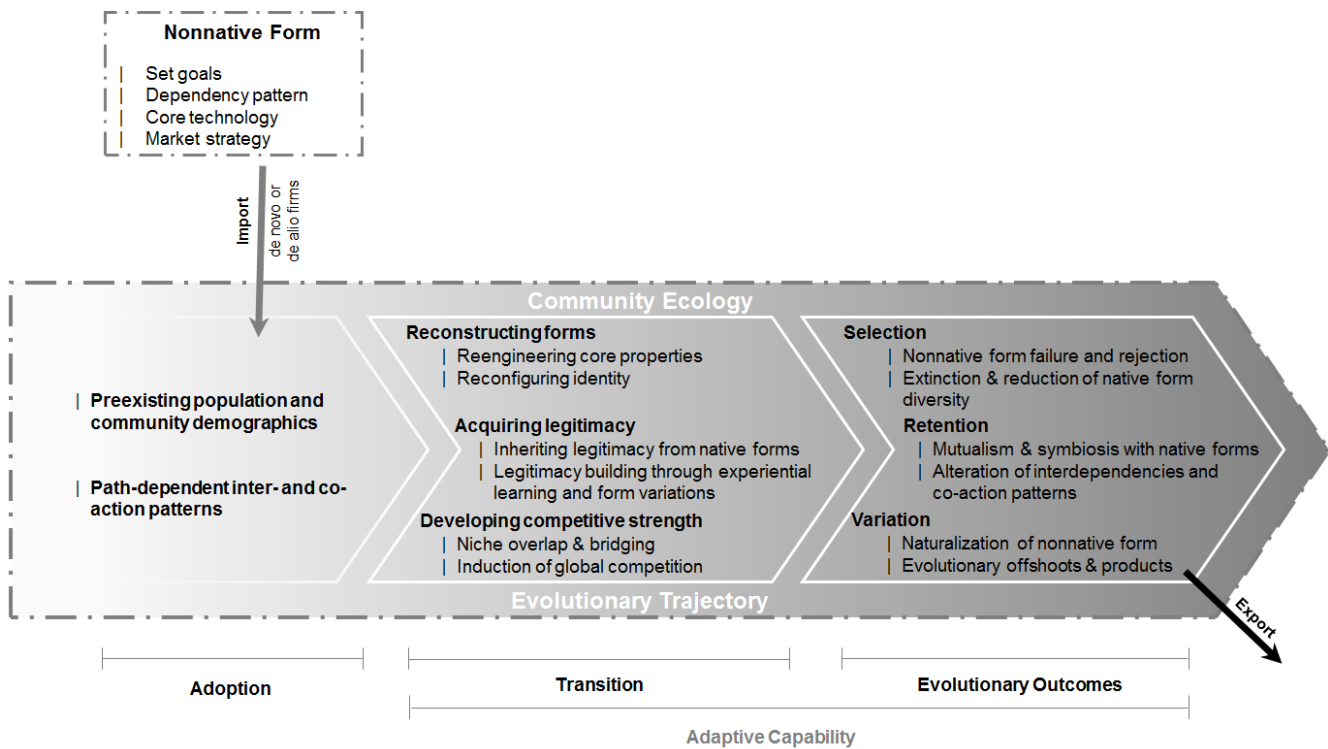 Nonnative Form
Set goals
Dependency pattern
Core technology
Market strategy
Import
de novo or
de alio firms
Community Ecology
Preexisting population and
community demographics
Path-dependent inter- and co-
action patterns
Reconstructing forms
Reengineering core properties
Reconfiguring identity
Acquiring legitimacy
Inheriting legitimacy from native forms
Legitimacy building through experiential
learning and form variations
Developing competitive strength
Niche overlap & bridging
Induction of global competition
Selection
Nonnative form failure and rejection
Extinction & reduction of native form
diversity
Retention
Mutualism & symbiosis with native forms
Alteration of interdependencies and
co-action patterns
Variation
Naturalization of nonnative form
Evolutionary offshoots & products
Evolutionary Trajectory
Export
Adoption
Transition
Evolutionary Outcomes
Adaptive Capability